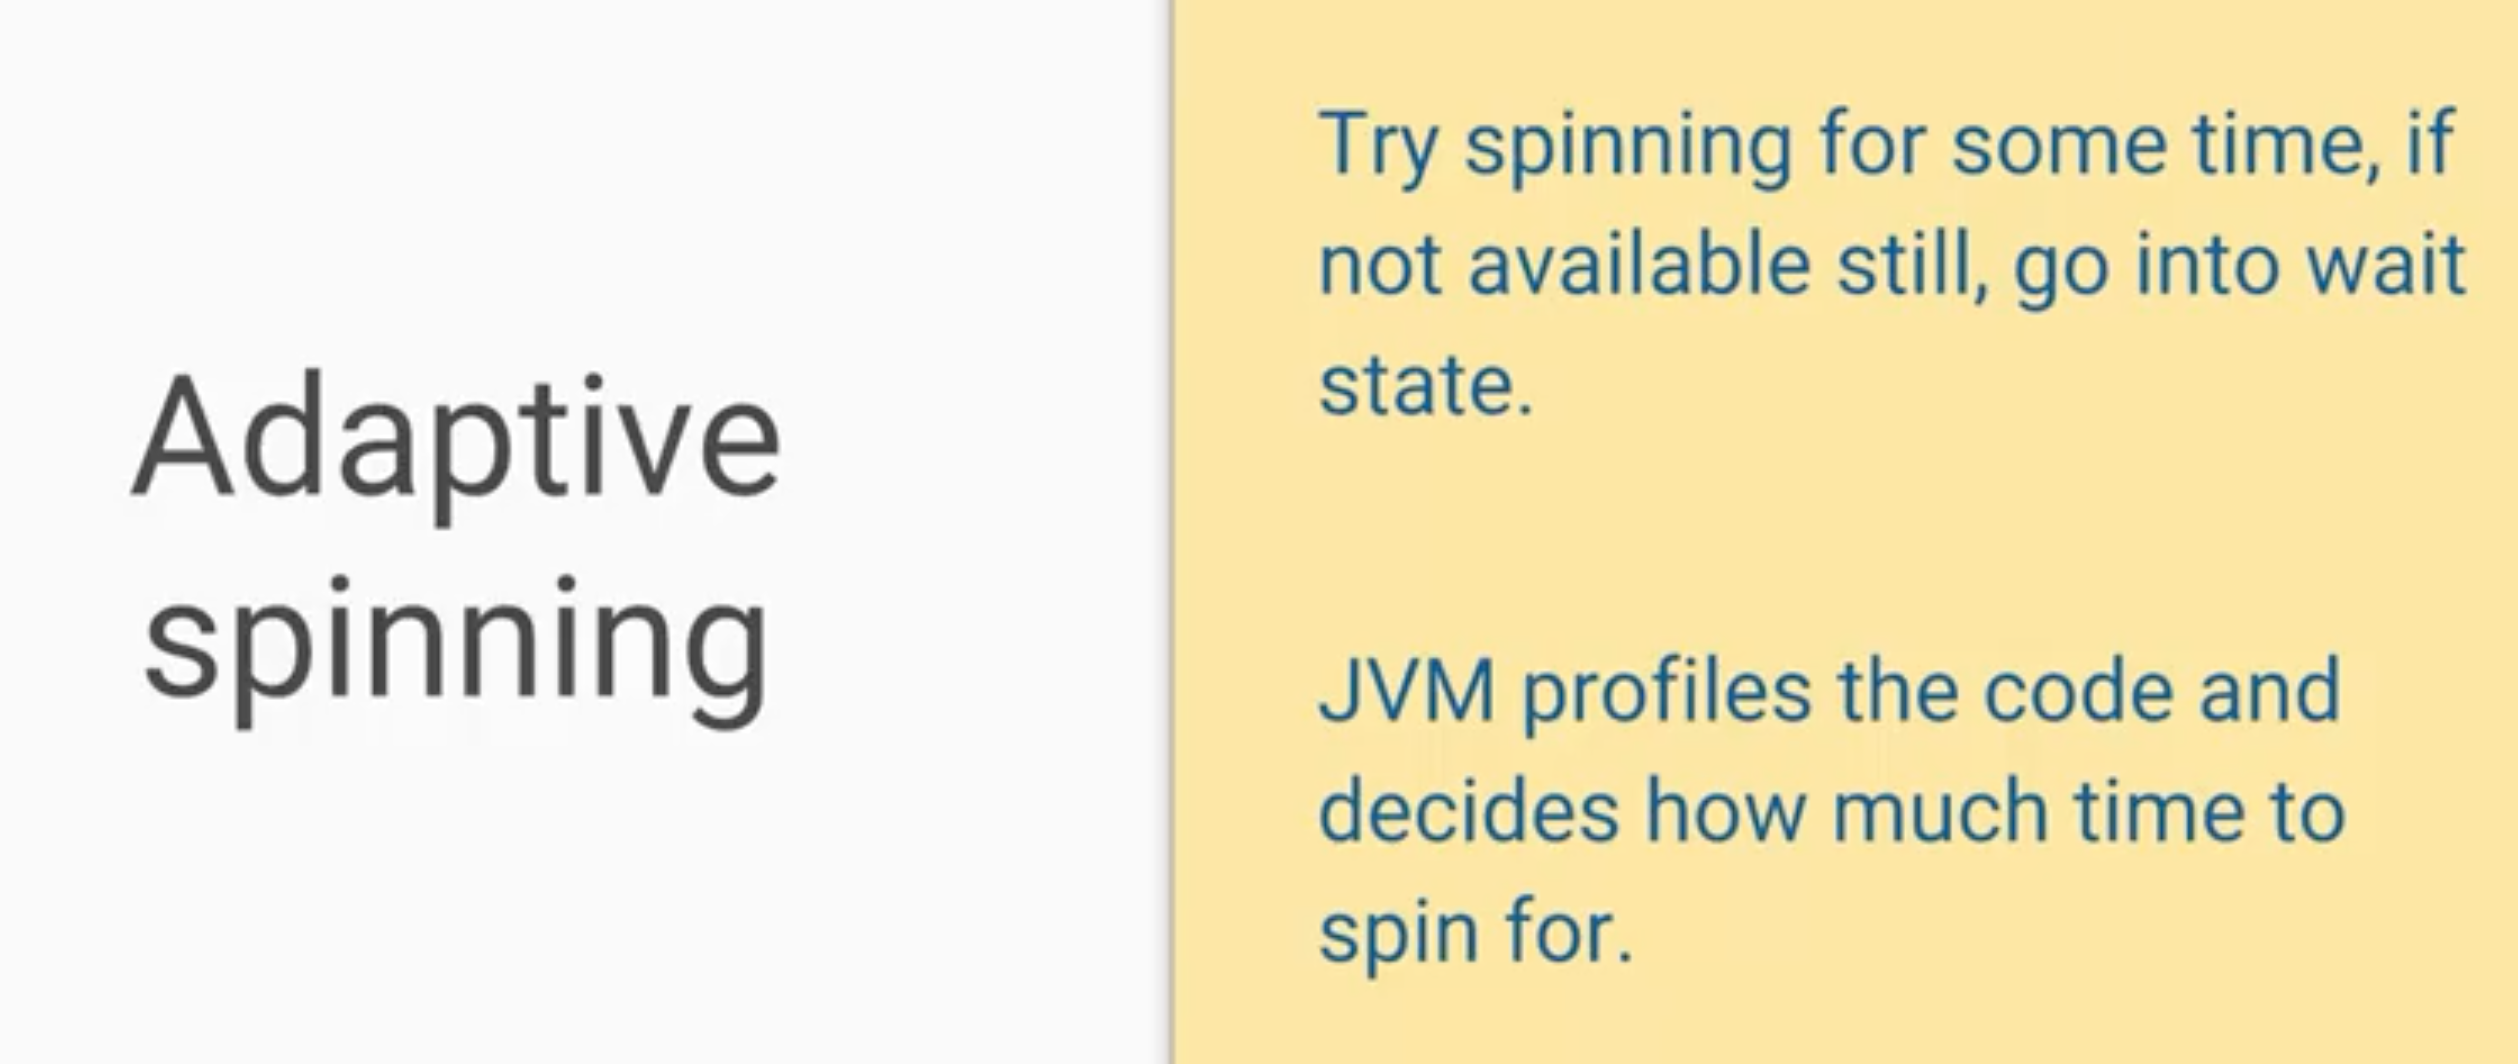 Adaptive
spinning
Try spinning for some time, if
not available still, go into wait
state.
JVM profiles the code and
decides how much time to
spin for.